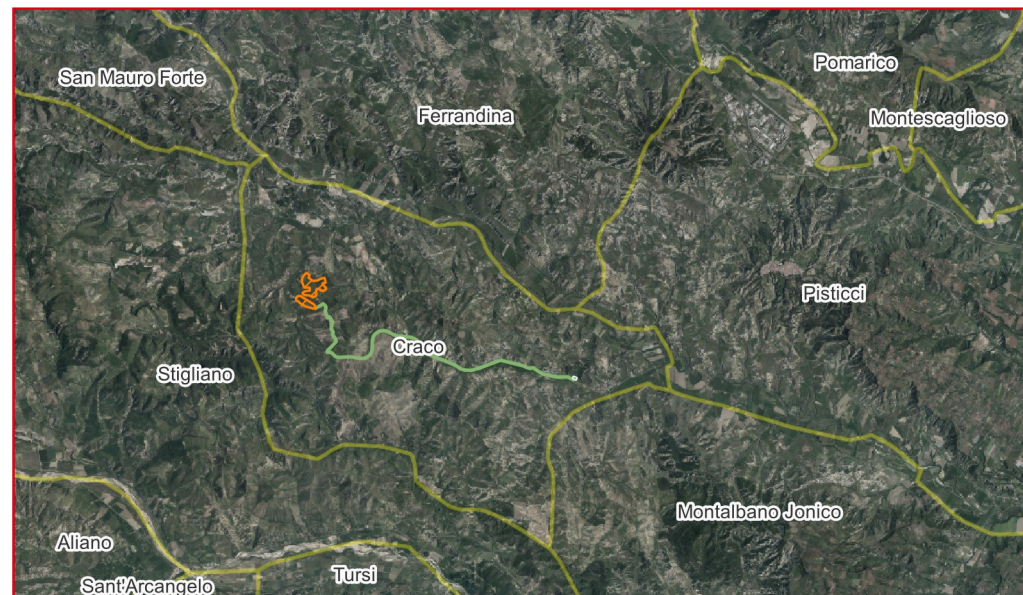 Pomarico
San Mauro Forte
Ferrandina
Montescaglioso
Pisticci
Craco
Stigliano
Montalbano Jonico
Aliano
Tursi
Sant'Arcangelo